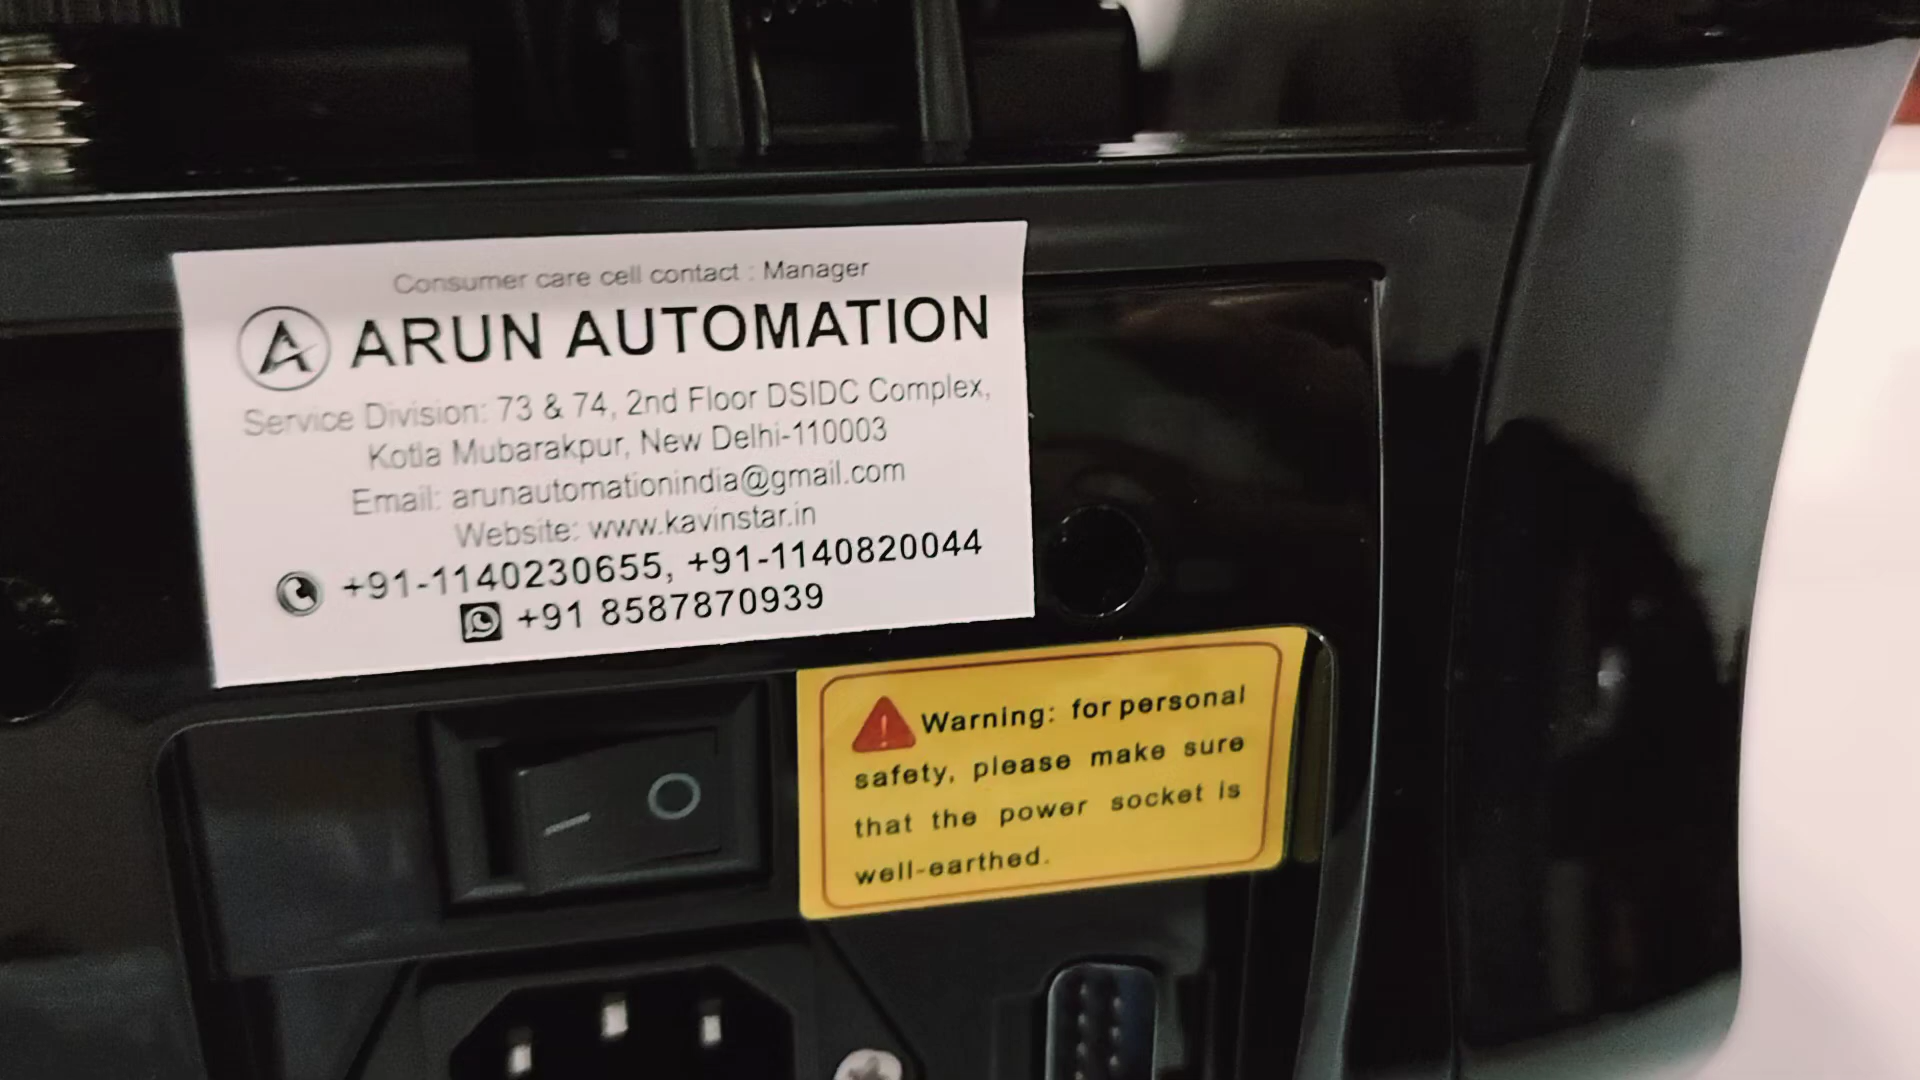 Consumer care cell contact : Manager
ARUN AUTOMATION
Service Division: 73 & 74, 2nd Floor DSIDC Complex,
Kotla Mubarakpur, New Delhi-110003
Email: arunautomationindia@gmail.com
Website: www.kavinstar.in
+91-1140230655, +91-1140820044
+91 8587870939
Warning: for personal
safety, please make sure
that the power socket is
well-earthed.